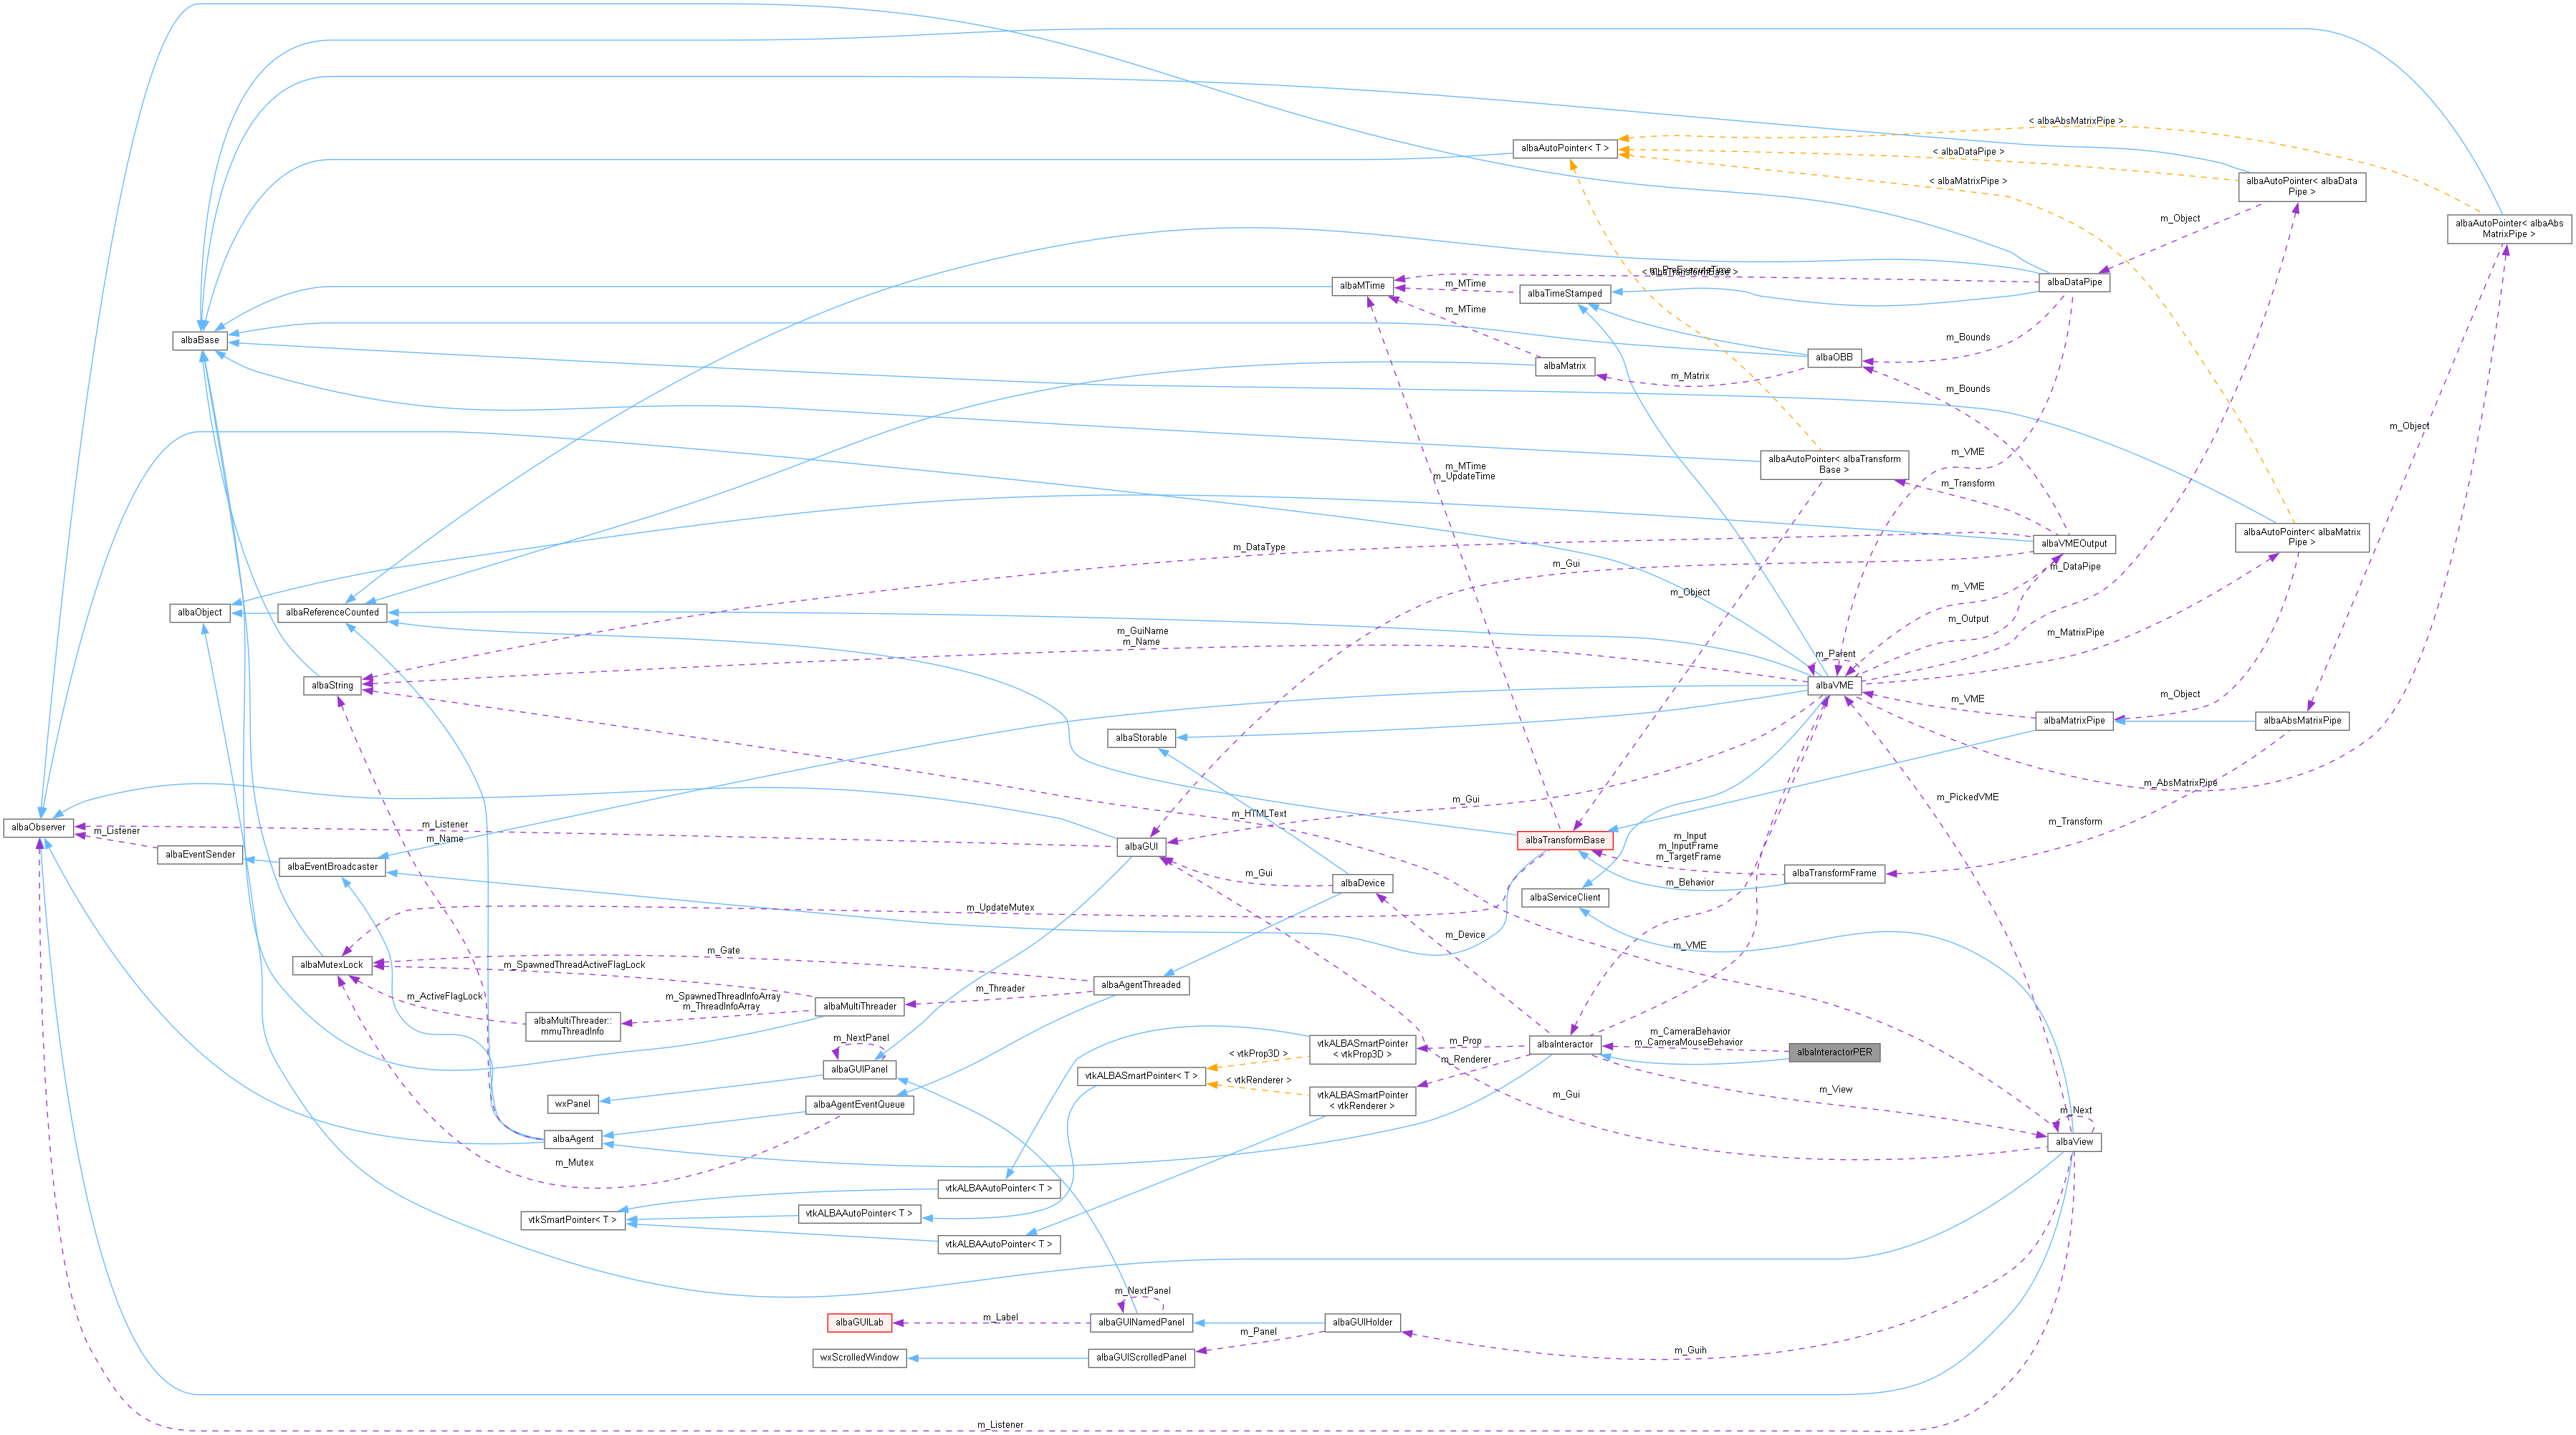 < albaAbsMatrixPipe >
albaAutoPointer< T >
< albaDataPipe >
< albaMatrixPipe >
albaAutoPointer< albaData
Pipe >
albaAutoPointer< albaAbs
MatrixPipe >
m_Object
m_PreExecuteTime
< albaTransformBase >
albaMTime
m_MTime
albaTimeStamped
albaDataPipe
m_MTime
albaBase
m_Bounds
albaOBB
albaMatrix
m_Matrix
m_Bounds
m_Object
m_VME
albaAutoPointer< albaTransform
Base >
m_MTime
m_UpdateTime
m_Transform
albaAutoPointer< albaMatrix
Pipe >
m_DataType
albaVMEOutput
m_Gui
m_DataPipe
m_VME
m_Object
albaObject
albaReferenceCounted
m_Output
m_GuiName
m_Name
m_MatrixPipe
m_Parent
albaString
albaVME
m_Object
m_VME
albaMatrixPipe
albaAbsMatrixPipe
albaStorable
m_AbsMatrixPipe
m_PickedVME
m_Gui
m_HTMLText
m_Transform
albaObserver
m_Listener
m_Listener
m_Name
albaEventSender
albaGUI
albaTransformBase
m_Input
m_InputFrame
m_TargetFrame
albaEventBroadcaster
m_Gui
albaDevice
m_Behavior
albaTransformFrame
albaServiceClient
m_UpdateMutex
m_Device
m_VME
m_Gate
albaMutexLock
m_SpawnedThreadActiveFlagLock
albaAgentThreaded
m_Threader
m_ActiveFlagLock
m_SpawnedThreadInfoArray
m_ThreadInfoArray
albaMultiThreader
albaMultiThreader::
mmuThreadInfo
m_NextPanel
vtkALBASmartPointer
< vtkProp3D >
m_Prop
albaInteractor
m_CameraBehavior
m_CameraMouseBehavior
albaInteractorPER
< vtkProp3D >
m_Renderer
albaGUIPanel
vtkALBASmartPointer< T >
< vtkRenderer >
vtkALBASmartPointer
< vtkRenderer >
m_View
m_Gui
wxPanel
albaAgentEventQueue
m_Next
albaAgent
albaView
m_Mutex
vtkALBAAutoPointer< T >
vtkALBAAutoPointer< T >
vtkSmartPointer< T >
vtkALBAAutoPointer< T >
m_NextPanel
albaGUILab
m_Label
albaGUINamedPanel
albaGUIHolder
m_Panel
m_Guih
wxScrolledWindow
albaGUIScrolledPanel
m_Listener